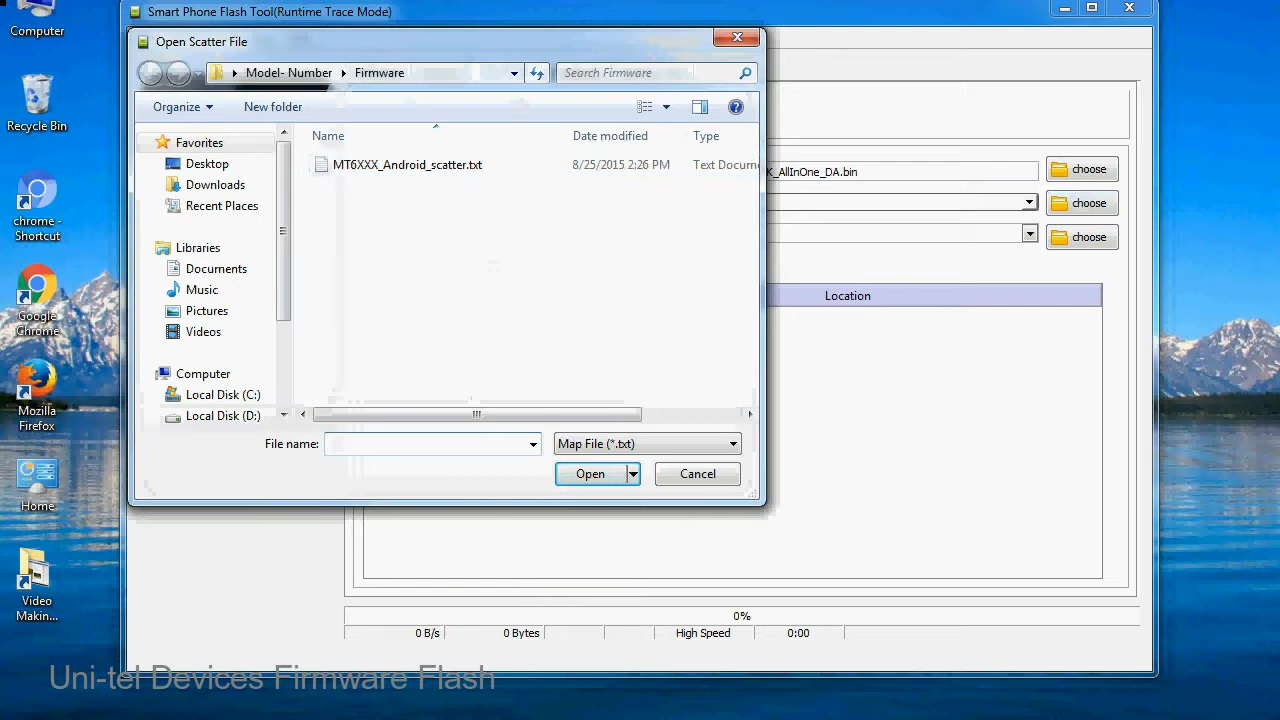 Computer
Recycle Bin
chrome -
Shortcut
Google
Chrome
Mozilla
Firefox
Home
Video
Makin...
Smart Phone Flash Tool(Runtime Trace Mode)
Open Scatter File
Model- Number
Firmware
Search Firmware
Organize
New folder
Favorites
Desktop
Downloads
Recent Places
Libraries
Documents
Music
Pictures
Videos
Computer
Local Disk (C:)
Local Disk (D:)
Name
Date modified
Type
MT6XXX_Android_scatter.txt
8/25/2015 2:26 PM
Text Docum
File name:
Map File (*.txt)
Open
Cancel
K_AllInOne_DA.bin
choose
choose
choose
Location
0%
0 B/s
0 Bytes
High Speed
0:00
Uni-tel Devices Firmware Flash